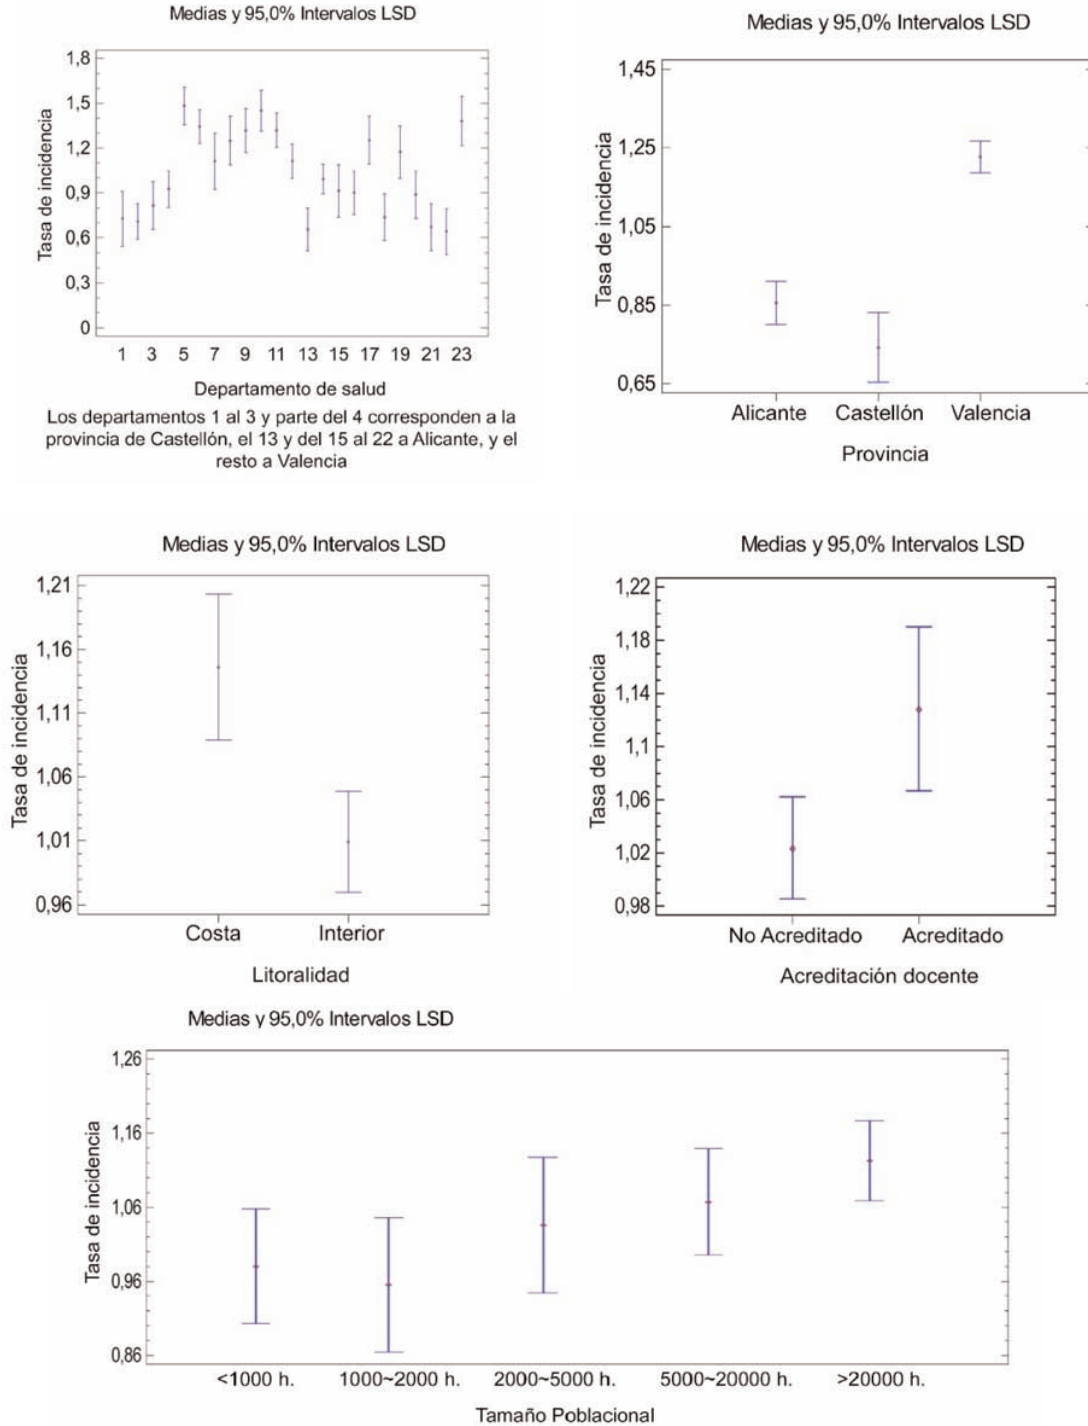 Medias y 95,0% Intervalos LSD
Tasa de incidencia
1,8
1,5
1,2
0,9
0,6
0,3
0
1 3 5 7 9 11 13 15 17 19 21 23
Departamento de salud
Los departamentos 1 al 3 y parte del 4 corresponden a la
provincia de Castellón, el 13 y del 15 al 22 a Alicante, y el
resto a Valencia
Medias y 95,0% Intervalos LSD
Tasa de incidencia
1,45
1,25
1,05
0,85
0,65
Alicante Castellón Valencia
Provincia
Medias y 95,0% Intervalos LSD
Tasa de incidencia
1,21
1,16
1,11
1,06
1,01
0,96
Costa Interior
Litoralidad
Medias y 95,0% Intervalos LSD
Tasa de incidencia
1,22
1,18
1,14
1,1
1,06
1,02
0,98
No Acreditado Acreditado
Acreditación docente
Medias y 95,0% Intervalos LSD
Tasa de incidencia
1,26
1,16
1,06
0,96
0,86
<1000 h. 1000~2000 h. 2000~5000 h. 5000~20000 h. >20000 h.
Tamaño Poblacional